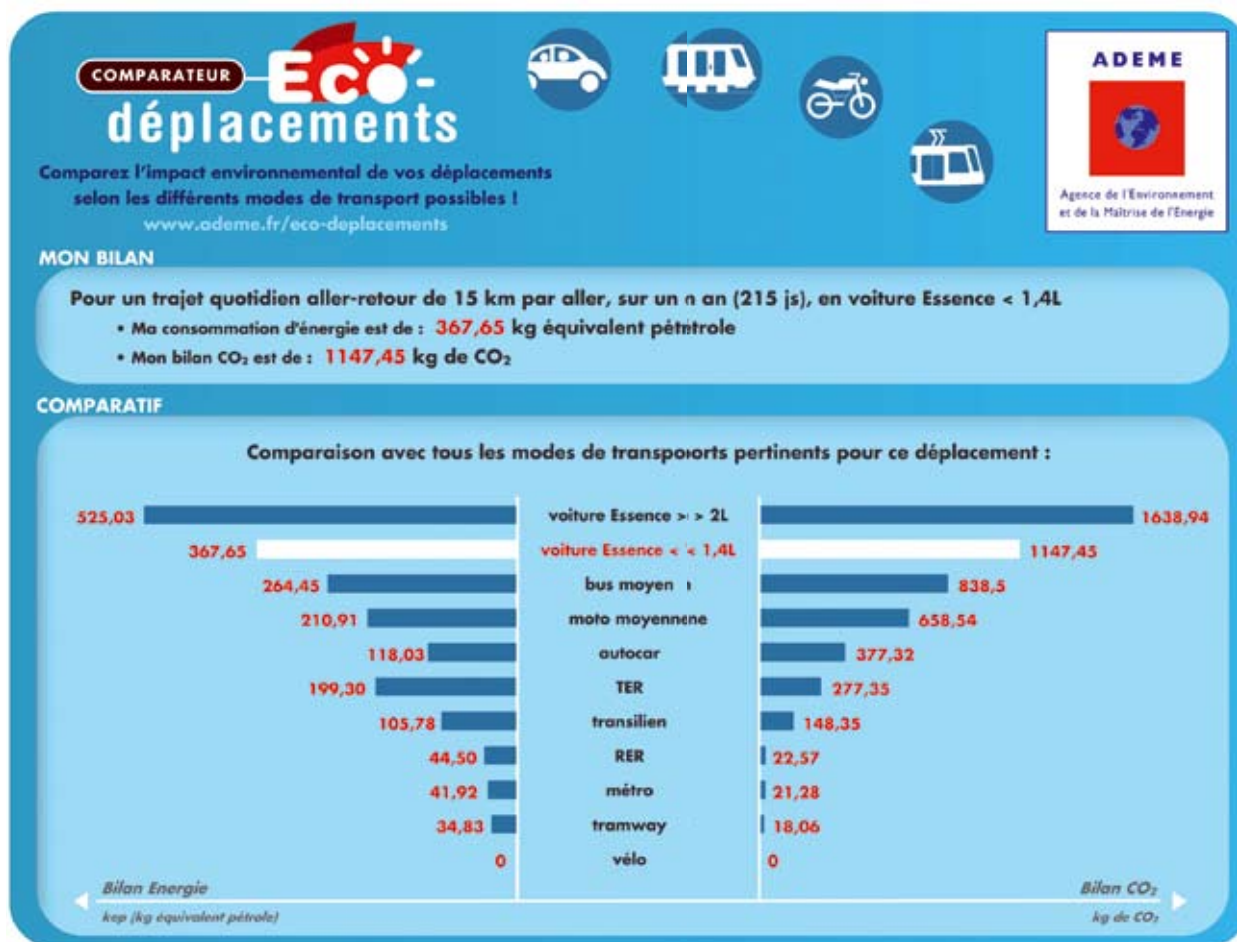 COMPARATEUR Eco-
déplacements
Comparez l'impact environnemental de vos déplacements
selon les différents modes de transport possibles !
www.ademe.fr/eco-deplacements
ADEME
Agence de l'Environnement
et de la Maîtrise de l'Energie
MON BILAN
Pour un trajet quotidien aller-retour de 15 km par aller, sur un n an (215 js), en voiture Essence < 1,4L
• Ma consommation d'énergie est de : 367,65 kg équivalent pétitrole
• Mon bilan CO₂ est de : 1147,45 kg de CO₂
COMPARATIF
Comparaison avec tous les modes de transpororts pertinents pour ce déplacement :
525,03 voiture Essence > > 2L 1638,94
367,65 voiture Essence < < 1,4L 1147,45
264,45 bus moyen 838,5
210,91 moto moyennene 658,54
118,03 autocar 377,32
199,30 TER 277,35
105,78 transilien 148,35
44,50 RER 22,57
41,92 métro 21,28
34,83 tramway 18,06
0 vélo 0
Bilan Energie Bilan CO₂
kep (kg équivalent pétrole) kg de CO₂